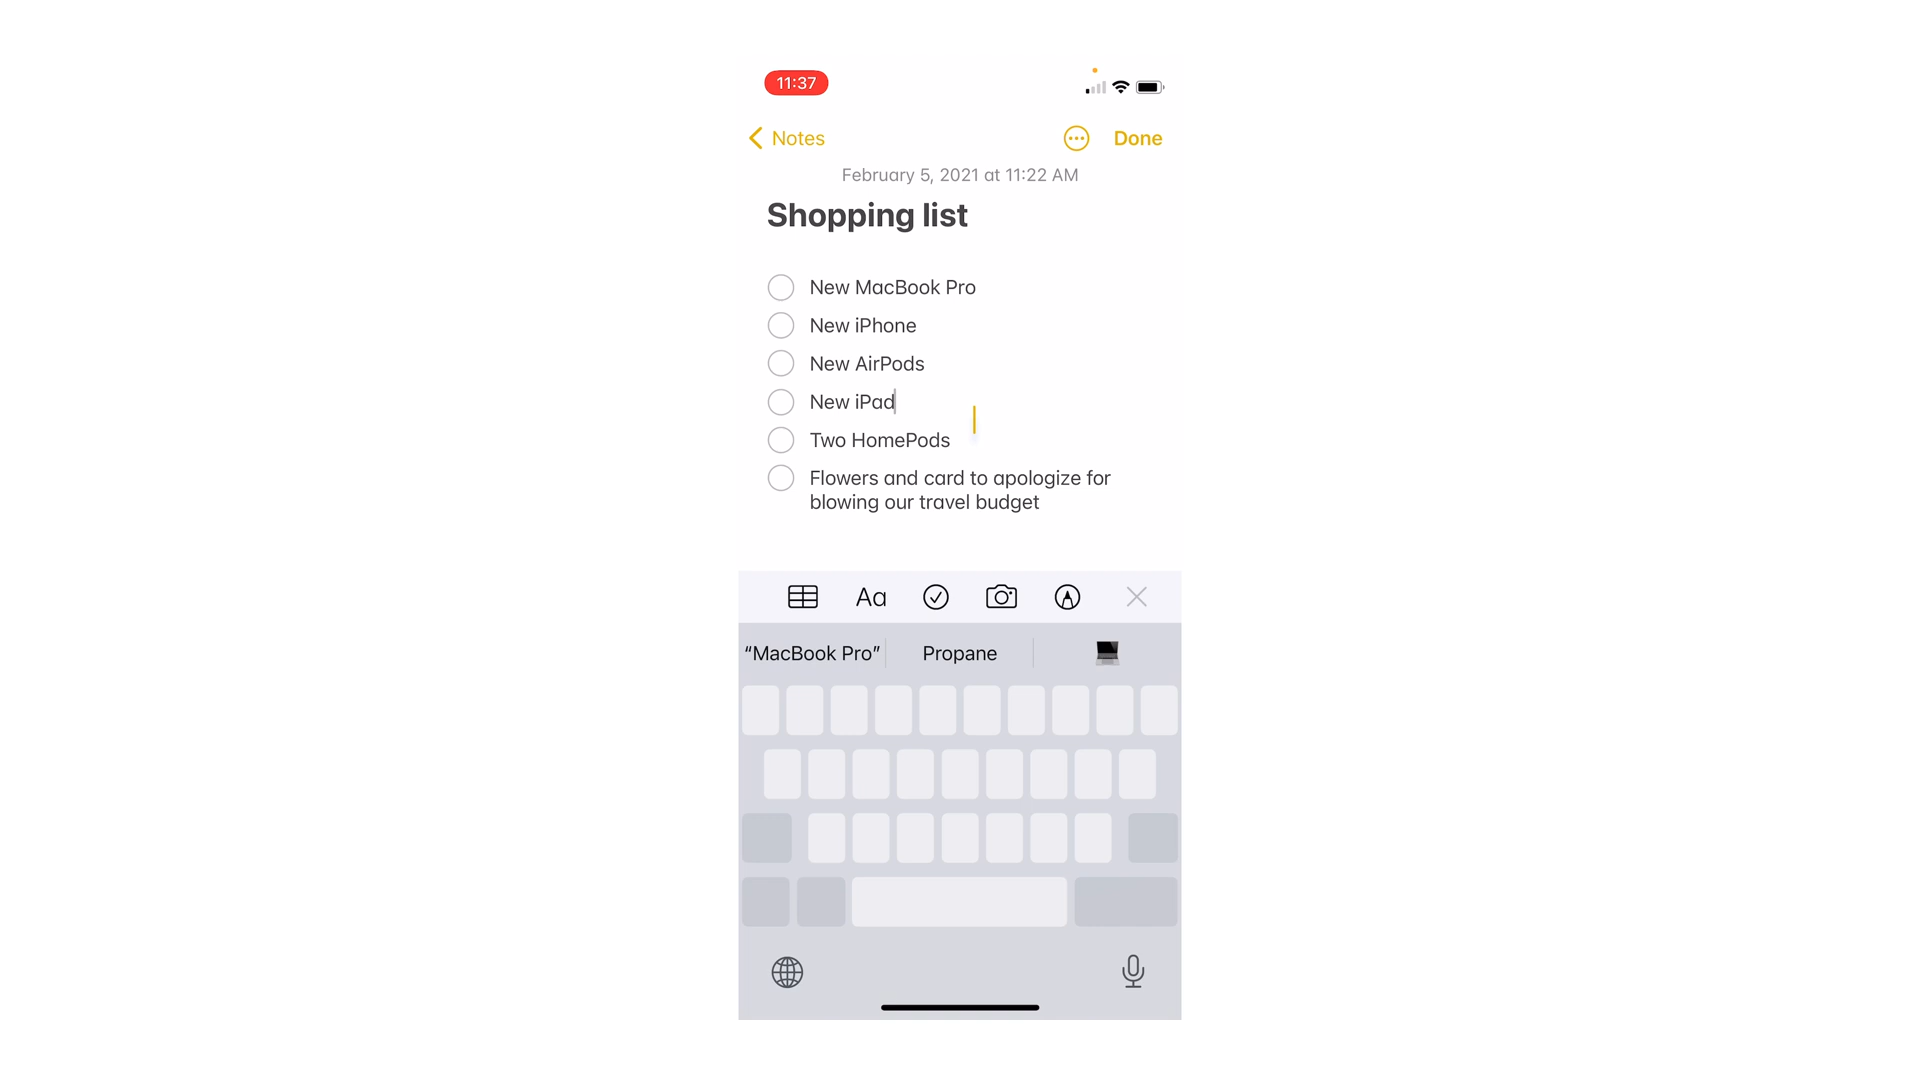 11:37
Notes
Done
February 5, 2021 at 11:22 AM
Shopping list
New MacBook Pro
New iPhone
New AirPods
New iPad
Two HomePods
Flowers and card to apologize for
blowing our travel budget
Aa
“MacBook Pro”
Propane